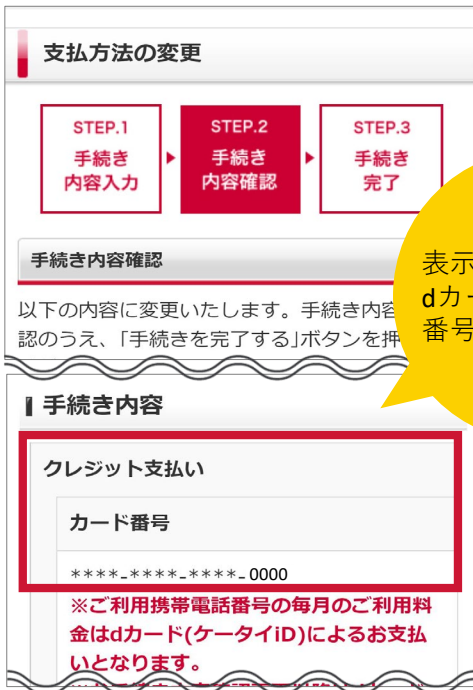 支払方法の変更
STEP.1
手続き
内容入力
STEP.2
手続き
内容確認
STEP.3
手続き
完了
手続き内容確認
表示
dカー
番号
以下の内容に変更いたします。手続き内容
認のうえ、「手続きを完了する」ボタンを押
手続き内容
クレジット支払い
カード番号
****-****-****-0000
※ご利用携帯電話番号の毎月のご利用料
金はdカード(ケータイiD)によるお支払
いとなります。